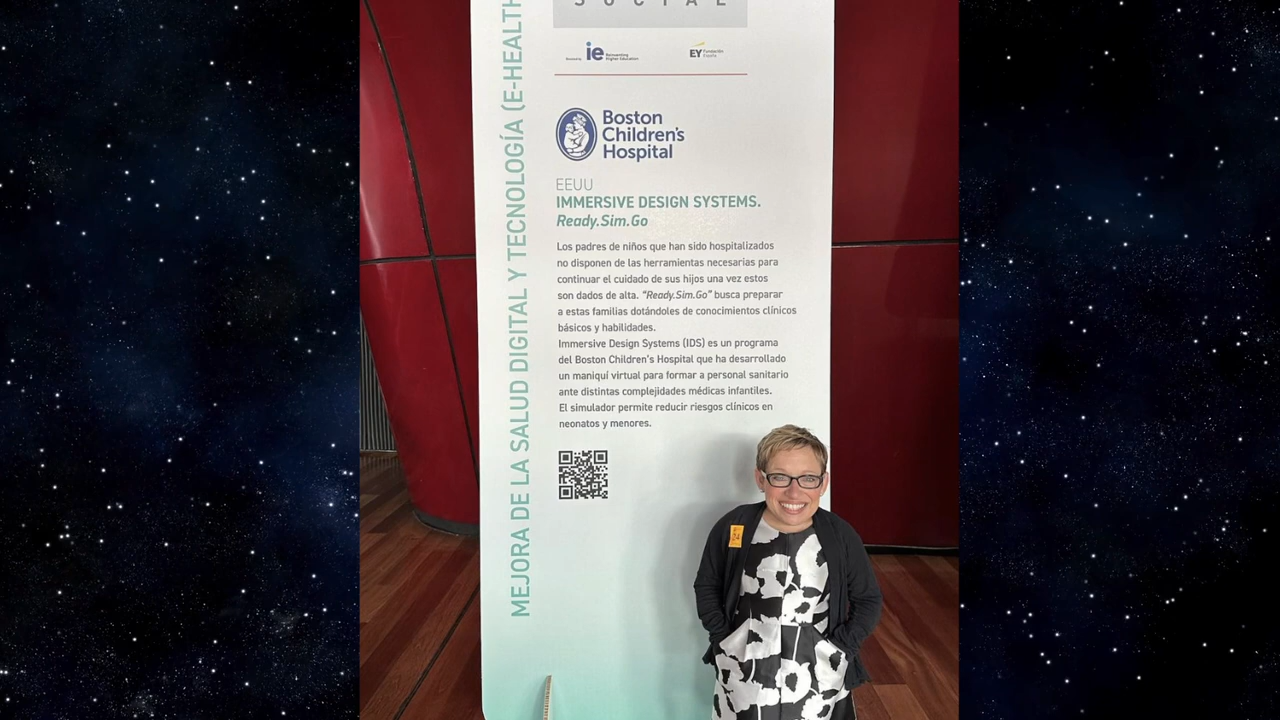 SOCIAL
ie
Reinventing
Higher Education
EY
Fundación
España
MEJORA DE LA SALUD DIGITAL Y TECNOLOGÍA (E-HEALTH
Boston
Children's
Hospital
EEUU
IMMERSIVE DESIGN SYSTEMS.
Ready.Sim.Go
Los padres de niños que han sido hospitalizados
no disponen de las herramientas necesarias para
continuar el cuidado de sus hijos una vez estos
son dados de alta. “Ready.Sim.Go” busca preparar
a estas familias dotándoles de conocimientos clínicos
básicos y habilidades.
Immersive Design Systems (IDS) es un programa
del Boston Children's Hospital que ha desarrollado
un maniquí virtual para formar a personal sanitario
ante distintas complejidades médicas infantiles.
El simulador permite reducir riesgos clínicos en
neonatos y menores.